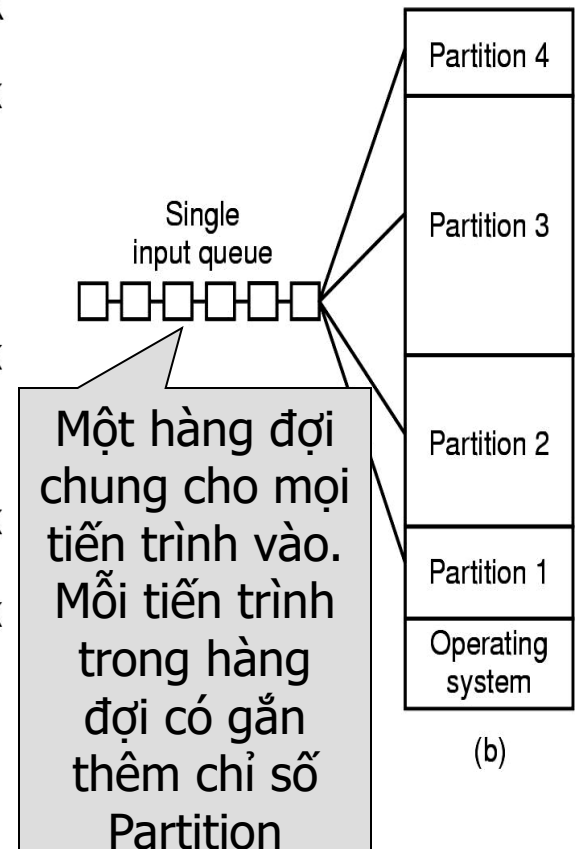 Partition 4
Single
input queue
Partition 3
Một hàng đợi
chung cho mọi
tiến trình vào.
Mỗi tiến trình
trong hàng
đợi có gắn
thêm chỉ số
Partition
Partition 2
Partition 1
Operating
system
(b)